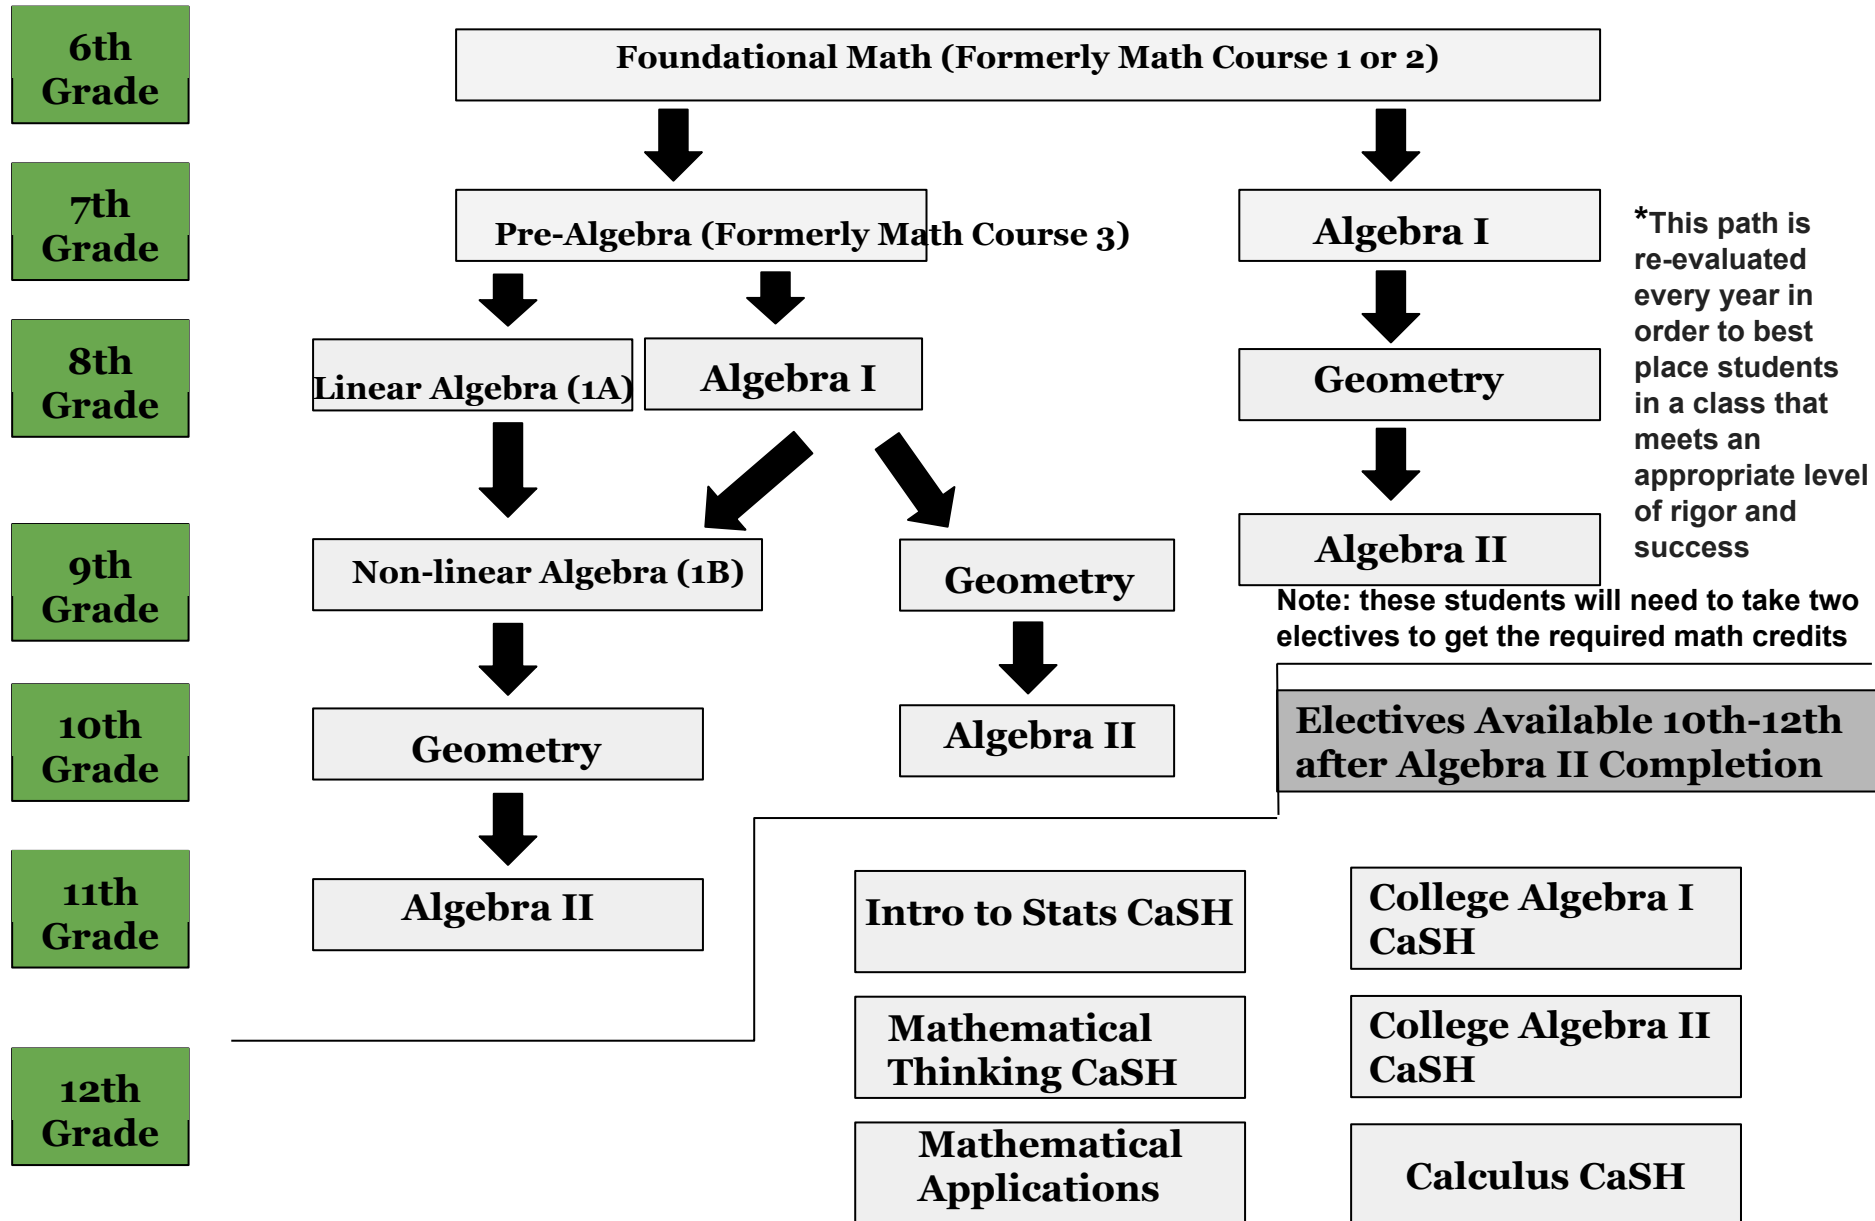 6th
Grade
Foundational Math (Formerly Math Course 1 or 2)
7th
Grade
Pre-Algebra (Formerly Math Course 3)
Algebra I
*This path is
re-evaluated
every year in
order to best
place students
in a class that
meets an
appropriate level
of rigor and
success
8th
Grade
Linear Algebra (1A)
Algebra I
Geometry
9th
Grade
Non-linear Algebra (1B)
Geometry
Algebra II
Note: these students will need to take two
electives to get the required math credits
10th
Grade
Geometry
Algebra II
Electives Available 10th-12th
after Algebra II Completion
11th
Grade
Algebra II
Intro to Stats CaSH
College Algebra I
CaSH
Mathematical
Thinking CaSH
College Algebra II
CaSH
12th
Grade
Mathematical
Applications
Calculus CaSH